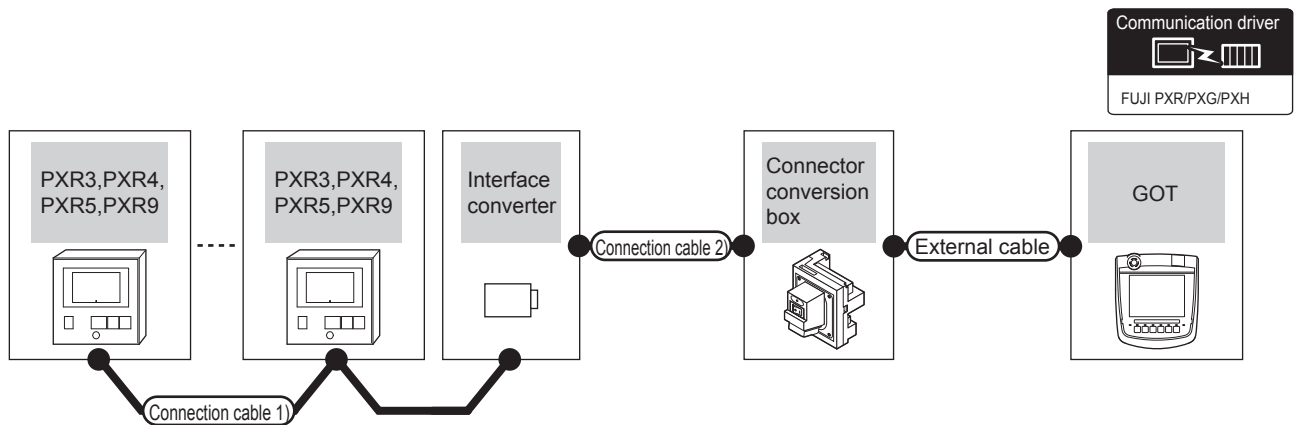 Communication driver
FUJI PXR/PXG/PXH
PXR3,PXR4,
PXR5,PXR9
PXR3,PXR4,
PXR5,PXR9
Interface
converter
Connector
conversion
box
GOT
Connection cable 2)
External cable
Connection cable 1)